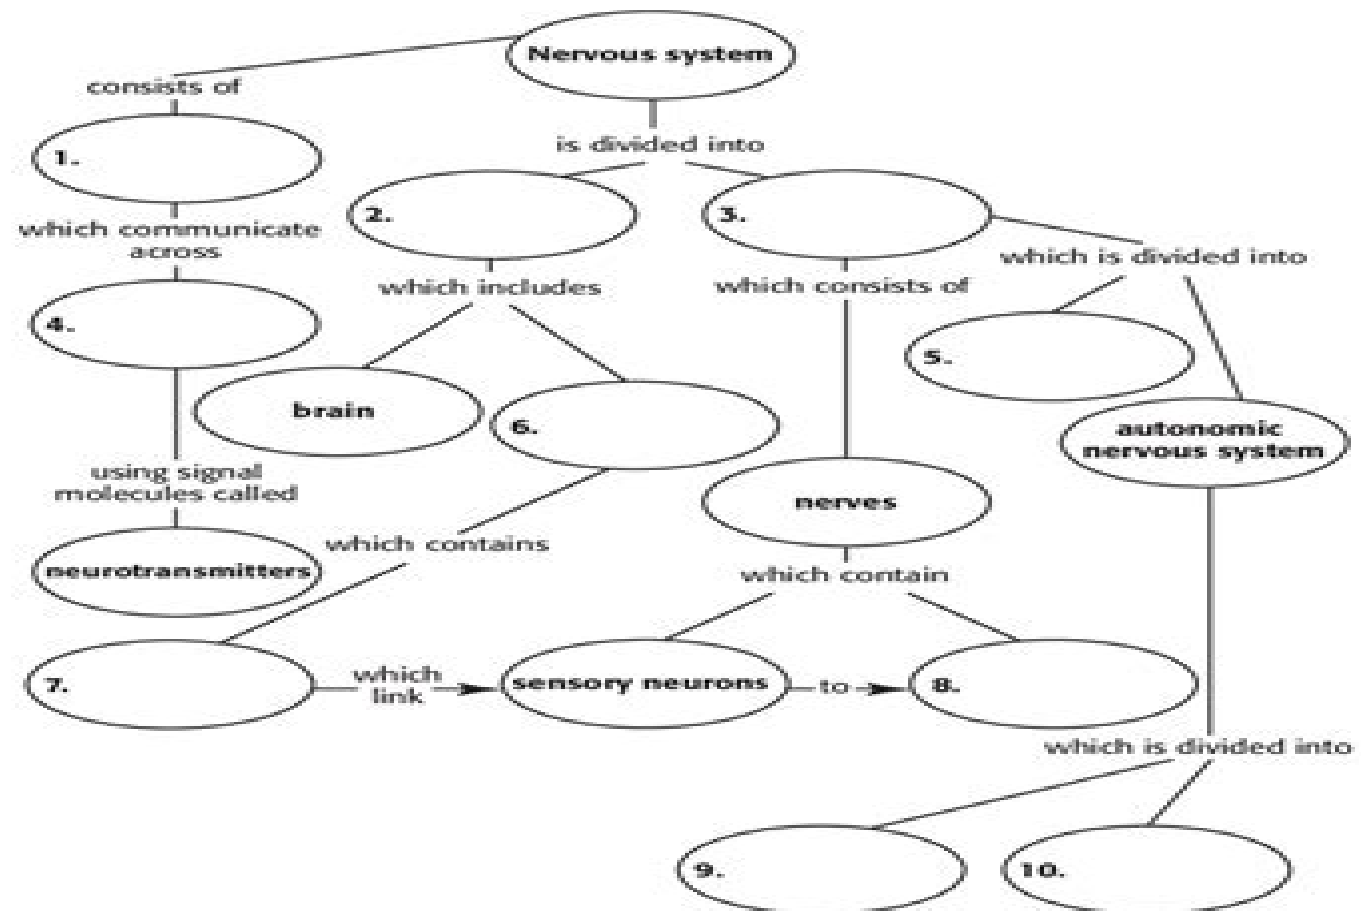 Nervous system
consists of
is divided into
1.
2.
3.
which communicate
across
which is divided into
which includes
which consists of
4.
5.
brain
6.
autonomic
nervous system
using signal
molecules called
nerves
which contains
neurotransmitters
which contain
7.
which
link
sensory neurons
to
8.
which is divided into
9.
10.